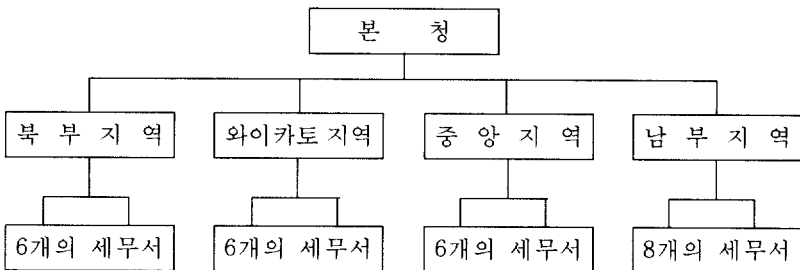 본 청
북 부 지 역 와이카토 지역 중 앙 지 역 남 부 지 역
6개의 세무서 6개의 세무서 6개의 세무서 8개의 세무서